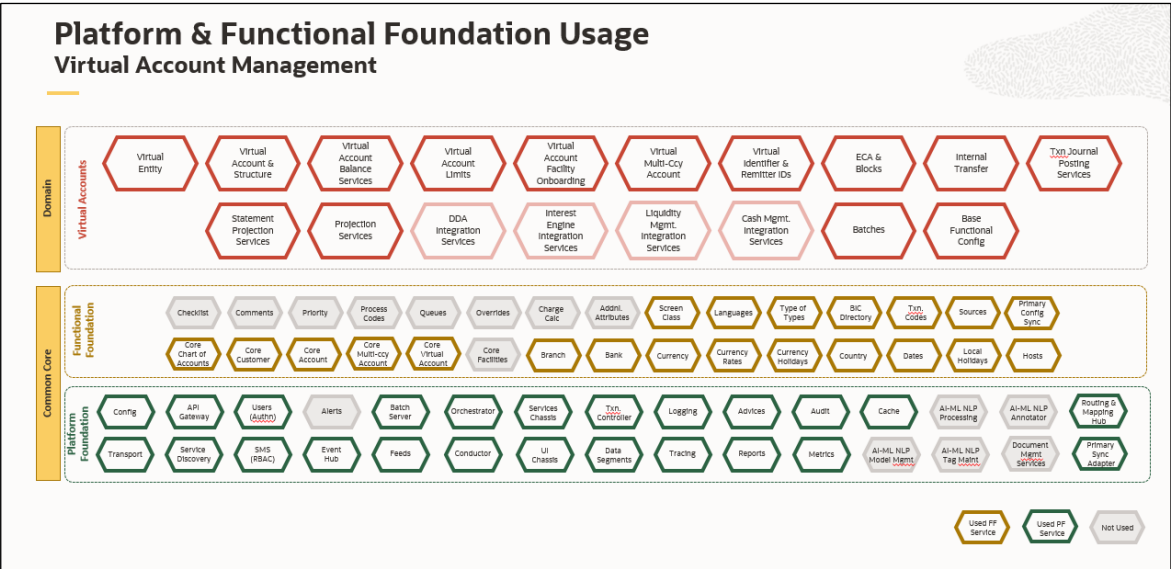 Platform & Functional Foundation Usage
Virtual Account Management
Domain
Virtual Accounts
Virtual
Entity
Virtual
Account &
Structure
Virtual
Account
Balance
Services
Virtual
Account
Limits
Virtual
Account
Facility
Onboarding
Virtual
Multi-Ccy
Account
Virtual
Identifier &
Remitter IDs
ECA &
Blocks
Internal
Transfer
Txn Journal
Posting
Services
Statement
Projection
Services
Projection
Services
DDA
Integration
Services
Interest
Engine
Integration
Services
Liquidity
Mgmt.
Integration
Services
Cash Mgmt.
Integration
Services
Batches
Base
Functional
Config
Common Core
Functional
Foundation
Checklist
Comments
Priority
Process
Codes
Queues
Overrides
Charge
Calc
Addnl.
Attributes
Screen
Class
Languages
Type of
Types
BIC
Directory
Txn.
Codes
Sources
Primary
Config
Sync
Core
Chart of
Accounts
Core
Customer
Core
Account
Core
Multi-ccy
Account
Core
Virtual
Account
Core
Facilities
Branch
Bank
Currency
Currency
Rates
Currency
Holidays
Country
Dates
Local
Holidays
Hosts
Platform
Foundation
Config
API
Gateway
Users
(Authn)
Alerts
Batch
Server
Orchestrator
Services
Chassis
Txn.
Controller
Logging
Advices
Audit
Cache
AI-ML NLP
Processing
AI-ML NLP
Annotator
Routing &
Mapping
Hub
Transport
Service
Discovery
SMS
(RBAC)
Event
Hub
Feeds
Conductor
UI
Chassis
Data
Segments
Tracing
Reports
Metrics
AI-ML NLP
Model Mgmt
AI-ML NLP
Tag Maint
Document
Mgmt
Services
Primary
Sync
Adapter
Used FF
Service
Used PF
Service
Not Used